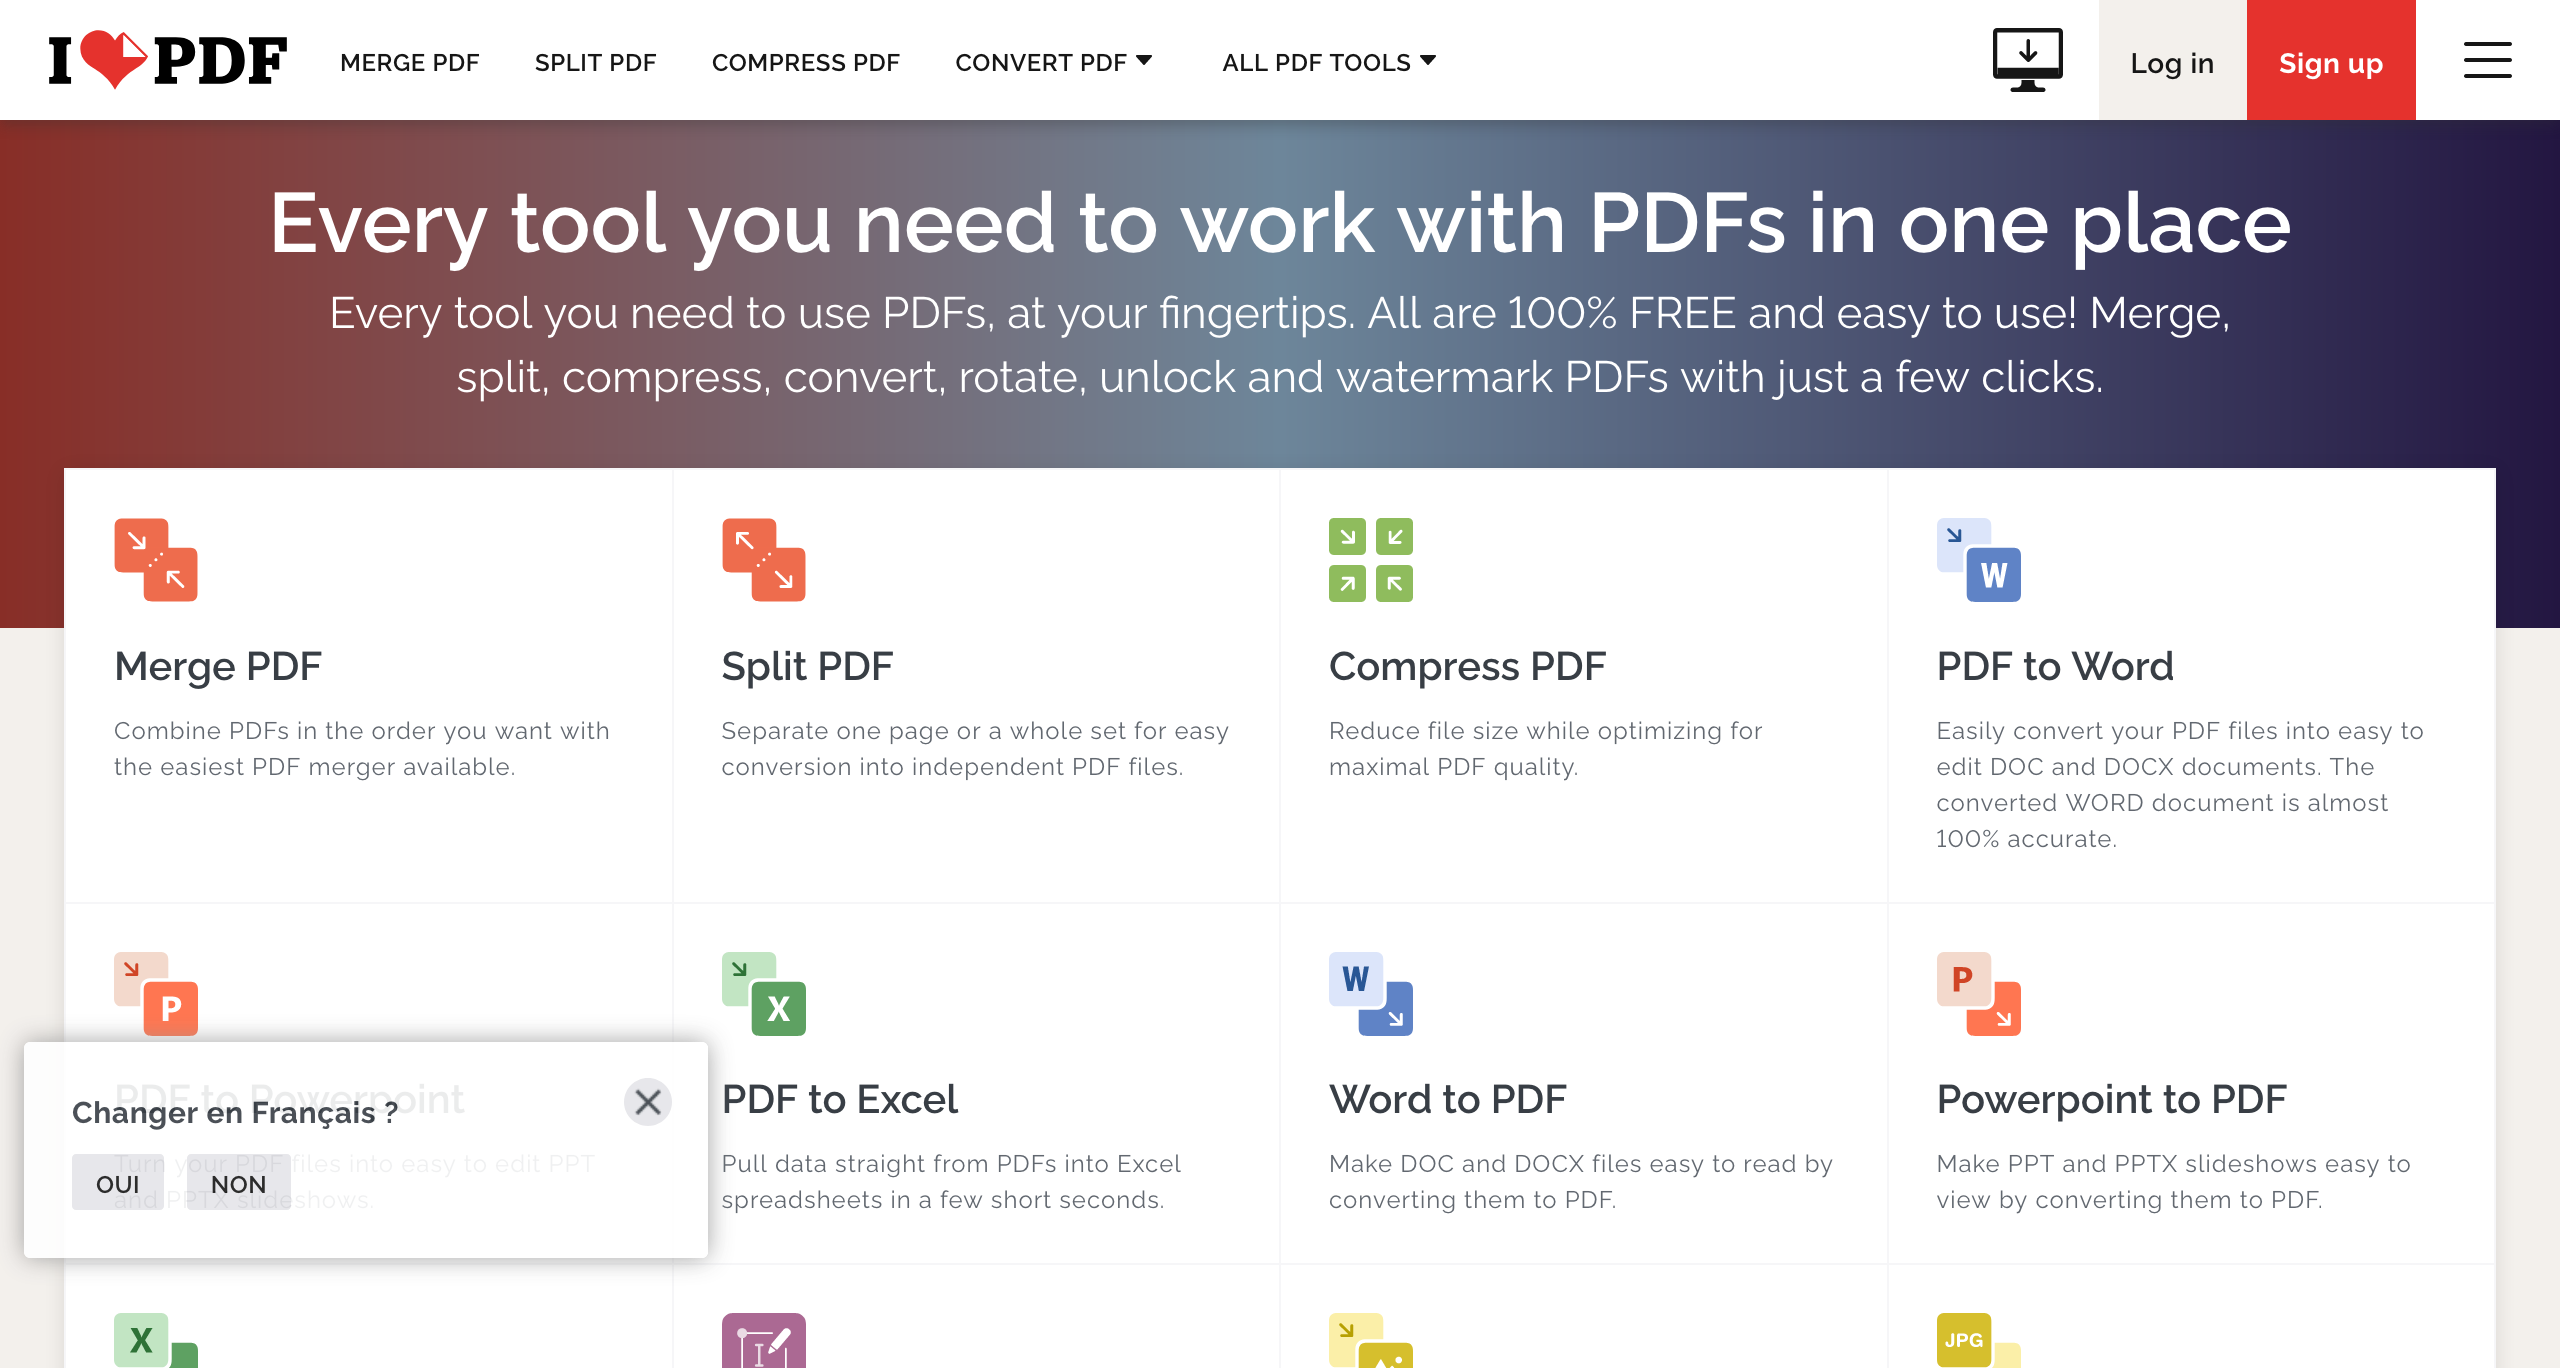 I PDF
MERGE PDF
SPLIT PDF
COMPRESS PDF
CONVERT PDF
ALL PDF TOOLS
Log in
Sign up
Every tool you need to work with PDFs in one place
Every tool you need to use PDFs, at your fingertips. All are 100% FREE and easy to use! Merge,
split, compress, convert, rotate, unlock and watermark PDFs with just a few clicks.
Merge PDF
Combine PDFs in the order you want with
the easiest PDF merger available.
Split PDF
Separate one page or a whole set for easy
conversion into independent PDF files.
Compress PDF
Reduce file size while optimizing for
maximal PDF quality.
W
PDF to Word
Easily convert your PDF files into easy to
edit DOC and DOCX documents. The
converted WORD document is almost
100% accurate.
P
PDF to Powerpoint
Turn your PDF files into easy to edit PPT
and PPTX slideshows.
Changer en Français ?
OUI
NON
X
PDF to Excel
Pull data straight from PDFs into Excel
spreadsheets in a few short seconds.
W
Word to PDF
Make DOC and DOCX files easy to read by
converting them to PDF.
P
Powerpoint to PDF
Make PPT and PPTX slideshows easy to
view by converting them to PDF.
X
JPG